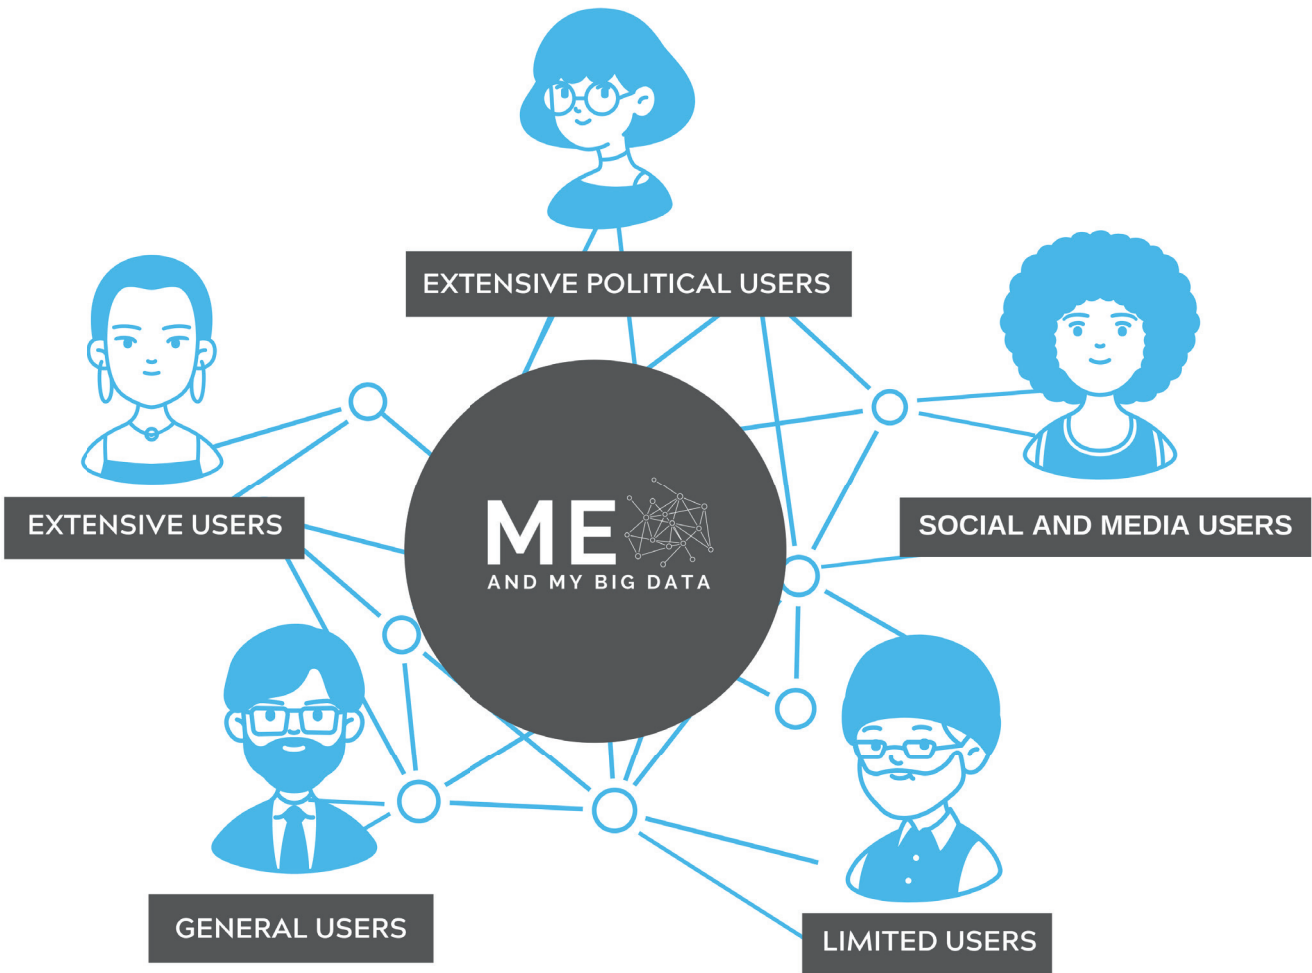 EXTENSIVE POLITICAL USERS
EXTENSIVE USERS
SOCIAL AND MEDIA USERS
ME
AND MY BIG DATA
GENERAL USERS
LIMITED USERS